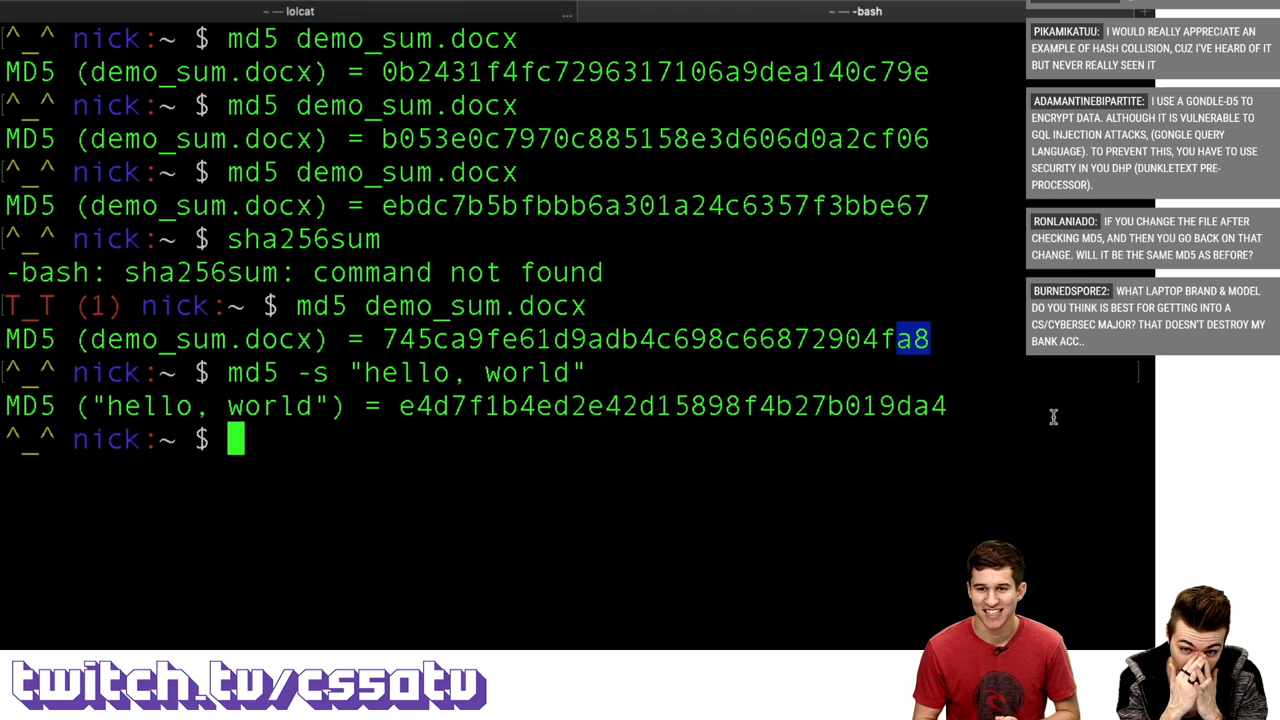 ~ — lolcat
...
~ — -bash
+
^_^ nick:~ $ md5 demo_sum.docx
MD5 (demo_sum.docx) = 0b2431f4fc7296317106a9dea140c79e
^_^ nick:~ $ md5 demo_sum.docx
MD5 (demo_sum.docx) = b053e0c7970c885158e3d606d0a2cf06
[^_^ nick:~ $ md5 demo_sum.docx
MD5 (demo_sum.docx) = ebdc7b5bfbbb6a301a24c6357f3bbe67
[^_^ nick:~ $ sha256sum
-bash: sha256sum: command not found
[T_T (1) nick:~ $ md5 demo_sum.docx
MD5 (demo_sum.docx) = 745ca9fe61d9adb4c698c66872904fa8
[^_^ nick:~ $ md5 -s "hello, world" ]
MD5 ("hello, world") = e4d7f1b4ed2e42d15898f4b27b019da4
^_^ nick:~ $
PIKAMIKATUU: I WOULD REALLY APPRECIATE AN
EXAMPLE OF HASH COLLISION, CUZ I'VE HEARD OF IT
BUT NEVER REALLY SEEN IT
ADAMANTINEBIPARTITE: I USE A GONDLE-D5 TO
ENCRYPT DATA. ALTHOUGH IT IS VULNERABLE TO
GQL INJECTION ATTACKS, (GONGLE QUERY
LANGUAGE). TO PREVENT THIS, YOU HAVE TO USE
SECURITY IN YOU DHP (DUNKLETEXT PRE-
PROCESSOR).
RONLANIADO: IF YOU CHANGE THE FILE AFTER
CHECKING MD5, AND THEN YOU GO BACK ON THAT
CHANGE. WILL IT BE THE SAME MD5 AS BEFORE?
BURNEDSPORE2: WHAT LAPTOP BRAND & MODEL
DO YOU THINK IS BEST FOR GETTING INTO A
CS/CYBERSEC MAJOR? THAT DOESN'T DESTROY MY
BANK ACC..
twitch.tv/cs50tv